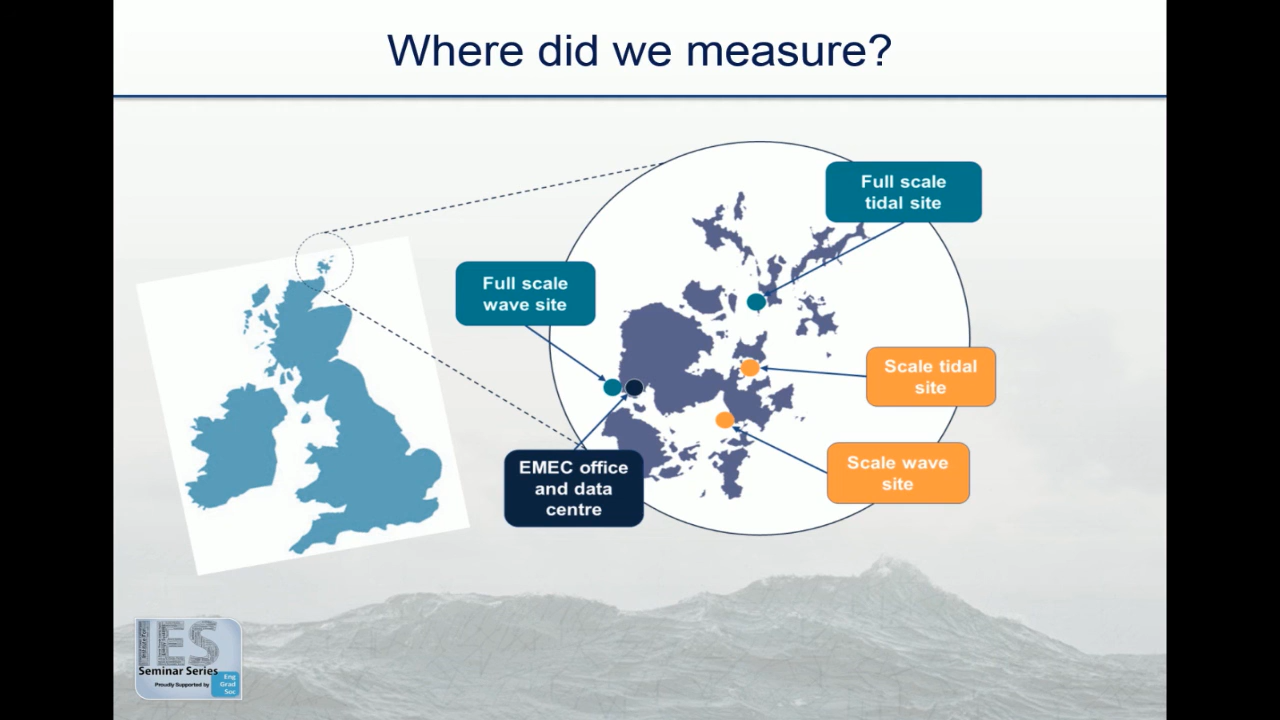 Where did we measure?
Full scale
tidal site
Full scale
wave site
Scale tidal
site
Scale wave
site
EMEC office
and data
centre
IES
Seminar Series
Proudly Supported by
Eng
Grad
Soc